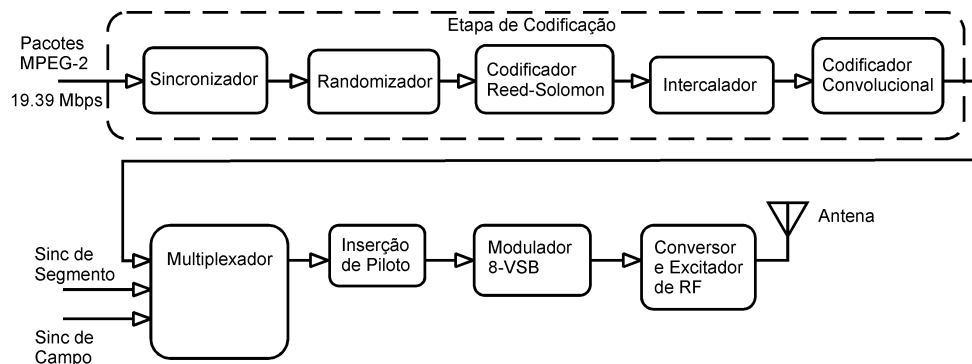 Etapa de Codificação
Pacotes
MPEG-2
19.39 Mbps
Sincronizador
Randomizador
Codificador
Reed-Solomon
Intercalador
Codificador
Convolucional
Sinc de
Segmento
Sinc de
Campo
Multiplexador
Inserção
de Piloto
Modulador
8-VSB
Conversor
e Excitador
de RF
Antena